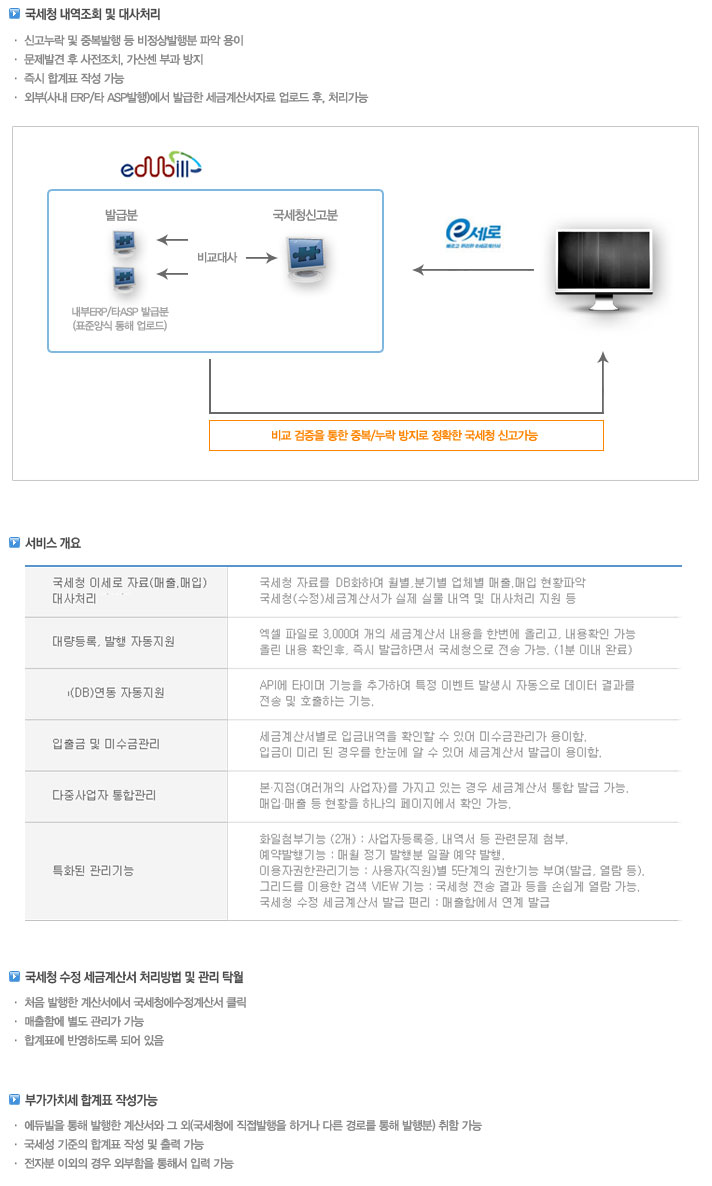 국세청 내역조회 및 대사처리
· 신고누락 및 중복발행 등 비정상발행분 파악 용이
· 문제발견 후 사전조치, 가산센 부과 방지
· 즉시 합계표 작성 가능
· 외부(사내 ERP/타 ASP발행)에서 발급한 세금계산서자료 업로드 후, 처리가능
edUbill
발급분
국세청신고분
비교대사
내부ERP/타ASP 발급분
(표준양식 통해 업로드)
e세로
빠르고 편리한 전자세금계산서
비교 검증을 통한 중복/누락 방지로 정확한 국세청 신고가능
서비스 개요
국세청 이세로 자료(매출,매입)
대사처리
국세청 자료를 DB화하여 월별,분기별 업체별 매출,매입 현황파악
국세청(수정)세금계산서가 실제 실물 내역 및 대사처리 지원 등
대량등록, 발행 자동지원
엑셀 파일로 3,000여 개의 세금계산서 내용을 한번에 올리고, 내용확인 가능
올린 내용 확인후, 즉시 발급하면서 국세청으로 전송 가능, (1분 이내 완료)
(DB)연동 자동지원
API에 타이머 기능을 추가하여 특정 이벤트 발생시 자동으로 데이터 결과를
전송 및 호출하는 기능,
입출금 및 미수금관리
세금계산서별로 입금내역을 확인할 수 있어 미수금관리가 용이함,
입금이 미리 된 경우를 한눈에 알 수 있어 세금계산서 발급이 용이함,
다중사업자 통합관리
본·지점(여러개의 사업자)를 가지고 있는 경우 세금계산서 통합 발급 가능,
매입·매출 등 현황을 하나의 페이지에서 확인 가능,
특화된 관리기능
화일첨부기능 (2개) : 사업자등록증, 내역서 등 관련문제 첨부,
예약발행기능 : 매월 정기 발행분 일괄 예약 발행,
이용자권한관리기능 : 사용자(직원)별 5단계의 권한기능 부여(발급, 열람 등),
그리드를 이용한 검색 VIEW 기능 : 국세청 전송 결과 등을 손쉽게 열람 가능,
국세청 수정 세금계산서 발급 편리 : 매출함에서 연계 발급
국세청 수정 세금계산서 처리방법 및 관리 탁월
· 처음 발행한 계산서에서 국세청에수정계산서 클릭
· 매출함에 별도 관리가 가능
· 합계표에 반영하도록 되어 있음
부가가치세 합계표 작성가능
· 에듀빌을 통해 발행한 계산서와 그 외(국세청에 직접발행을 하거나 다른 경로를 통해 발행분) 취합 가능
· 국세성 기준의 합계표 작성 및 출력 가능
· 전자분 이외의 경우 외부함을 통해서 입력 가능